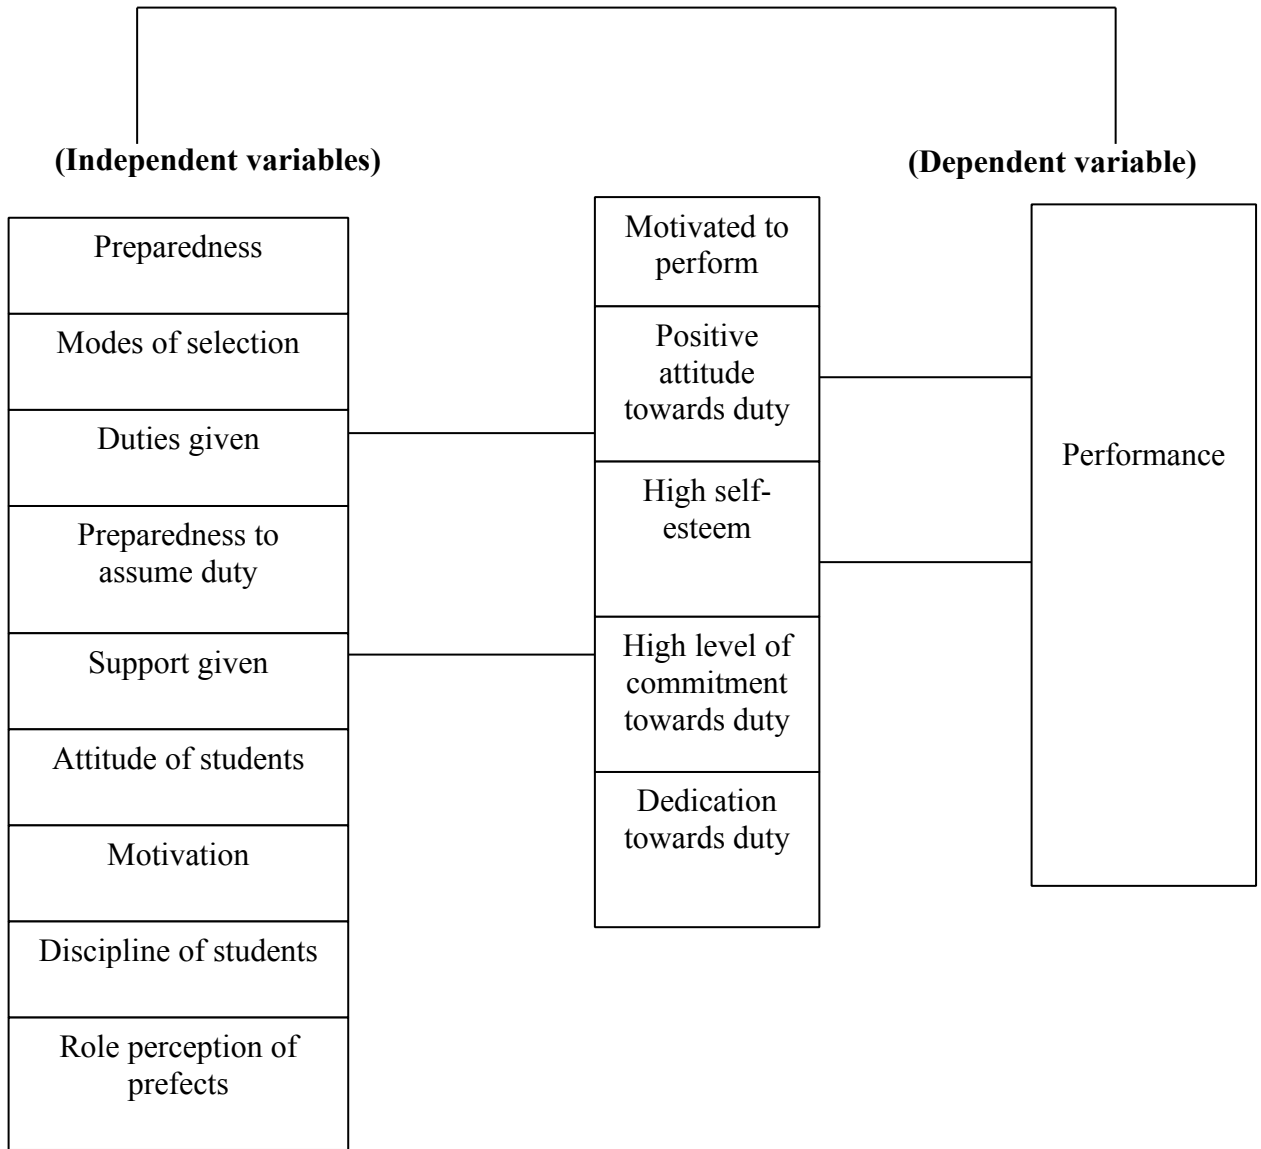 (Independent variables)
(Dependent variable)
Preparedness
Modes of selection
Duties given
Preparedness to
assume duty
Support given
Attitude of students
Motivation
Discipline of students
Role perception of
prefects
Motivated to
perform
Positive
attitude
towards duty
High self-
esteem
High level of
commitment
towards duty
Dedication
towards duty
Performance